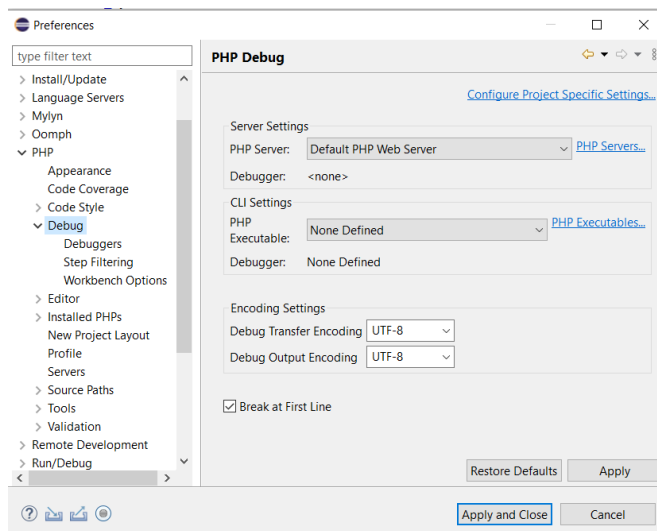 Preferences
type filter text
Install/Update
Language Servers
Mylyn
Oomph
PHP
Appearance
Code Coverage
Code Style
Debug
Debuggers
Step Filtering
Workbench Options
Editor
Installed PHPs
New Project Layout
Profile
Servers
Source Paths
Tools
Validation
Remote Development
Run/Debug
PHP Debug
Configure Project Specific Settings...
Server Settings
PHP Server: Default PHP Web Server PHP Servers...
Debugger: <none>
CLI Settings
PHP Executable: None Defined PHP Executables...
Debugger: None Defined
Encoding Settings
Debug Transfer Encoding UTF-8
Debug Output Encoding UTF-8
Break at First Line
Restore Defaults Apply
Apply and Close Cancel